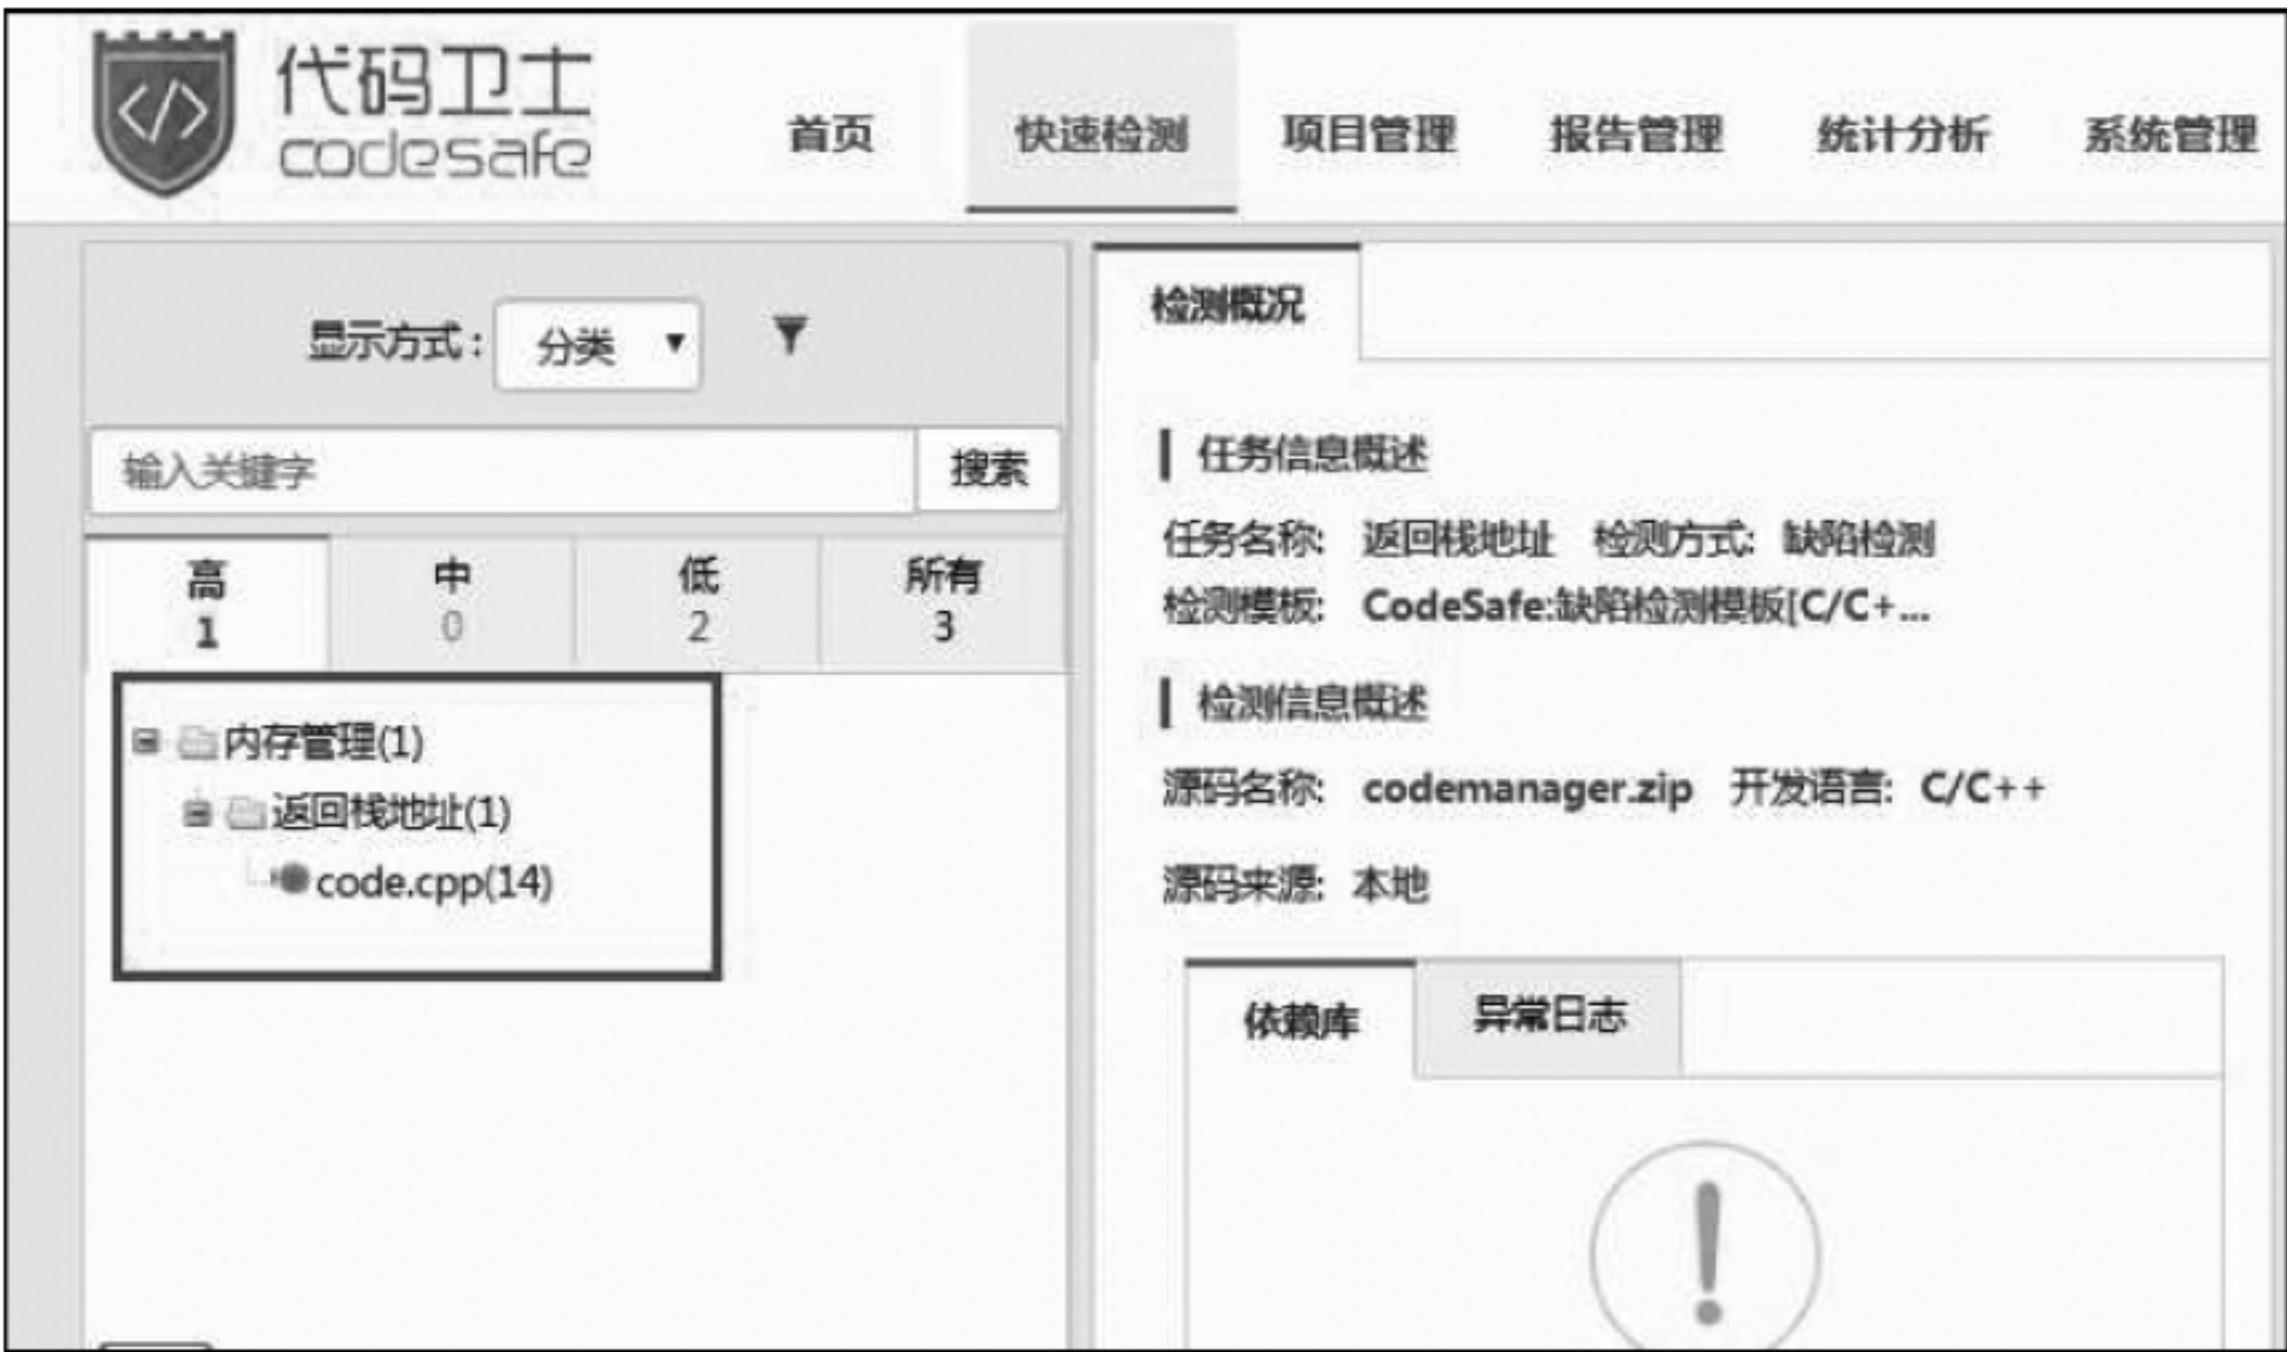 代码卫士
codesafe
首页 快速检测 项目管理 报告管理 统计分析 系统管理
显示方式: 分类
输入关键字 搜索
高 中 低 所有
1 0 2 3
内存管理(1)
返回栈地址(1)
code.cpp(14)
检测概况
任务信息概述
任务名称: 返回栈地址 检测方式: 缺陷检测
检测模板: CodeSafe:缺陷检测模板[C/C+...
检测信息概述
源码名称: codemanager.zip 开发语言: C/C++
源码来源: 本地
依赖库 异常日志